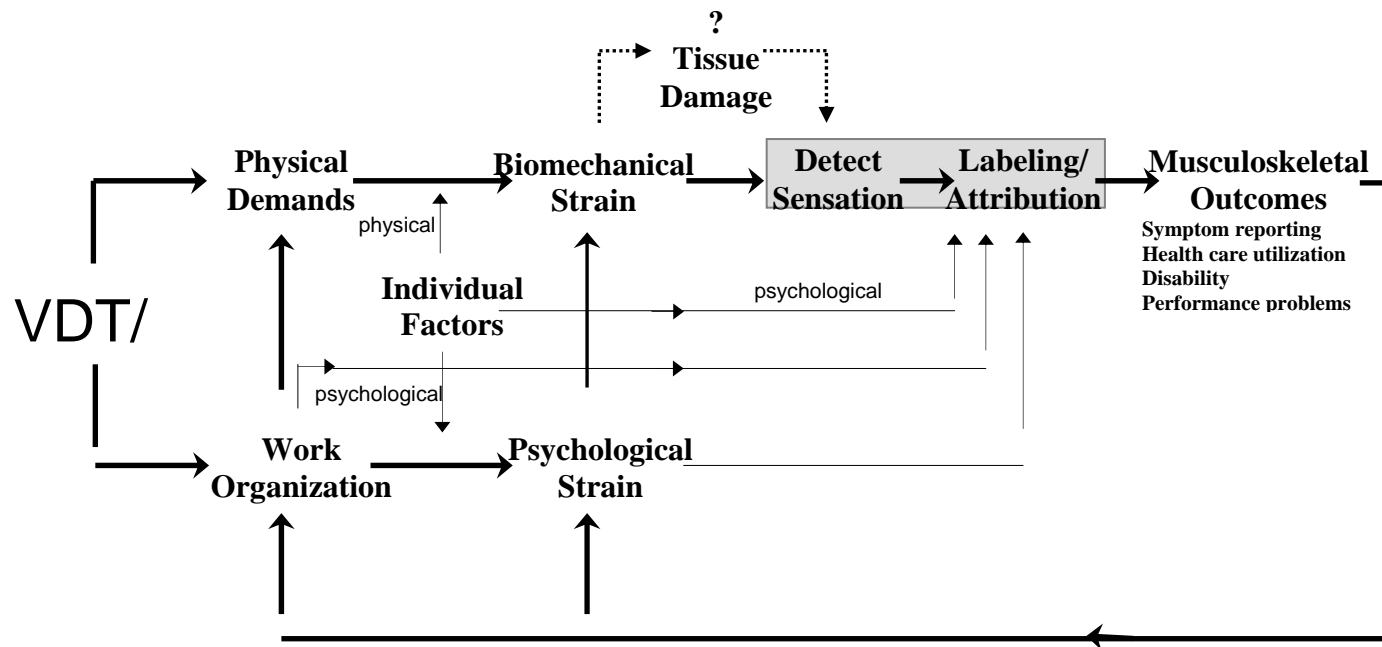 ?
Tissue
Damage
Physical
Demands
Biomechanical
Strain
Detect
Sensation
Labeling/
Attribution
Musculoskeletal
Outcomes
Symptom reporting
Health care utilization
Disability
Performance problems
physical
VDT/
Individual
Factors
psychological
psychological
Work
Organization
Psychological
Strain